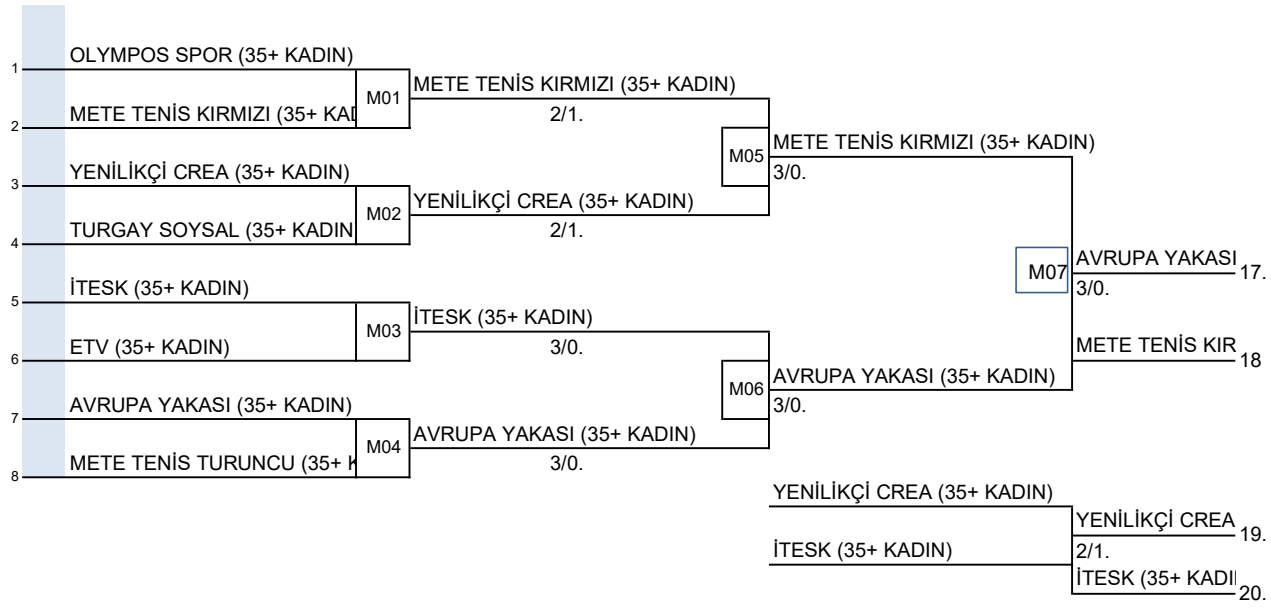 OLYMPOS SPOR (35+ KADIN)
1
METE TENİS KIRMIZI (35+ KAD
2
M01
METE TENİS KIRMIZI (35+ KADIN)
2/1.
YENİLİKÇİ CREA (35+ KADIN)
3
TURGAY SOYSAL (35+ KADIN
4
M02
YENİLİKÇİ CREA (35+ KADIN)
2/1.
M05
METE TENİS KIRMIZI (35+ KADIN)
3/0.
İTESK (35+ KADIN)
5
ETV (35+ KADIN)
6
M03
İTESK (35+ KADIN)
3/0.
AVRUPA YAKASI (35+ KADIN)
7
METE TENİS TURUNCU (35+ K
8
M04
AVRUPA YAKASI (35+ KADIN)
3/0.
M06
AVRUPA YAKASI (35+ KADIN)
3/0.
M07
AVRUPA YAKASI 17.
3/0.
METE TENİS KIR 18
YENİLİKÇİ CREA (35+ KADIN)
İTESK (35+ KADIN)
YENİLİKÇİ CREA 19.
2/1.
İTESK (35+ KADI 20.